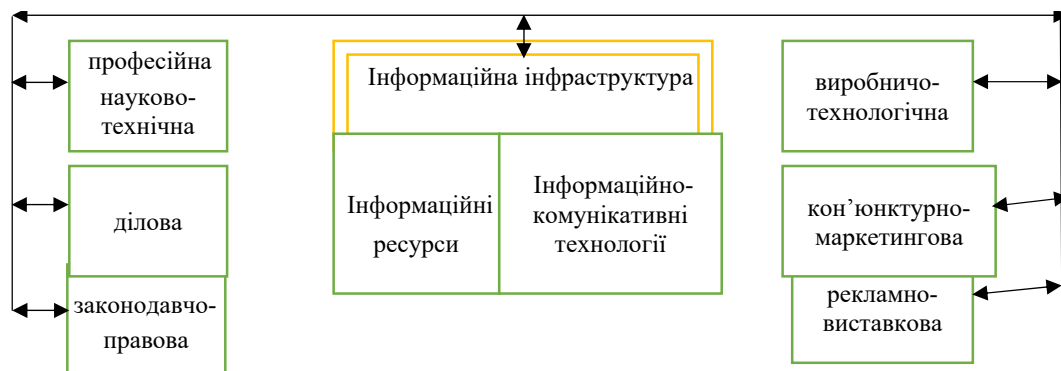 професійна
науково-
технічна
ділова
законодавчо-
правова
Інформаційна інфраструктура
Інформаційні
ресурси
Інформаційно-
комунікативні
технології
виробничо-
технологічна
кон’юнктурно-
маркетингова
рекламно-
виставкова